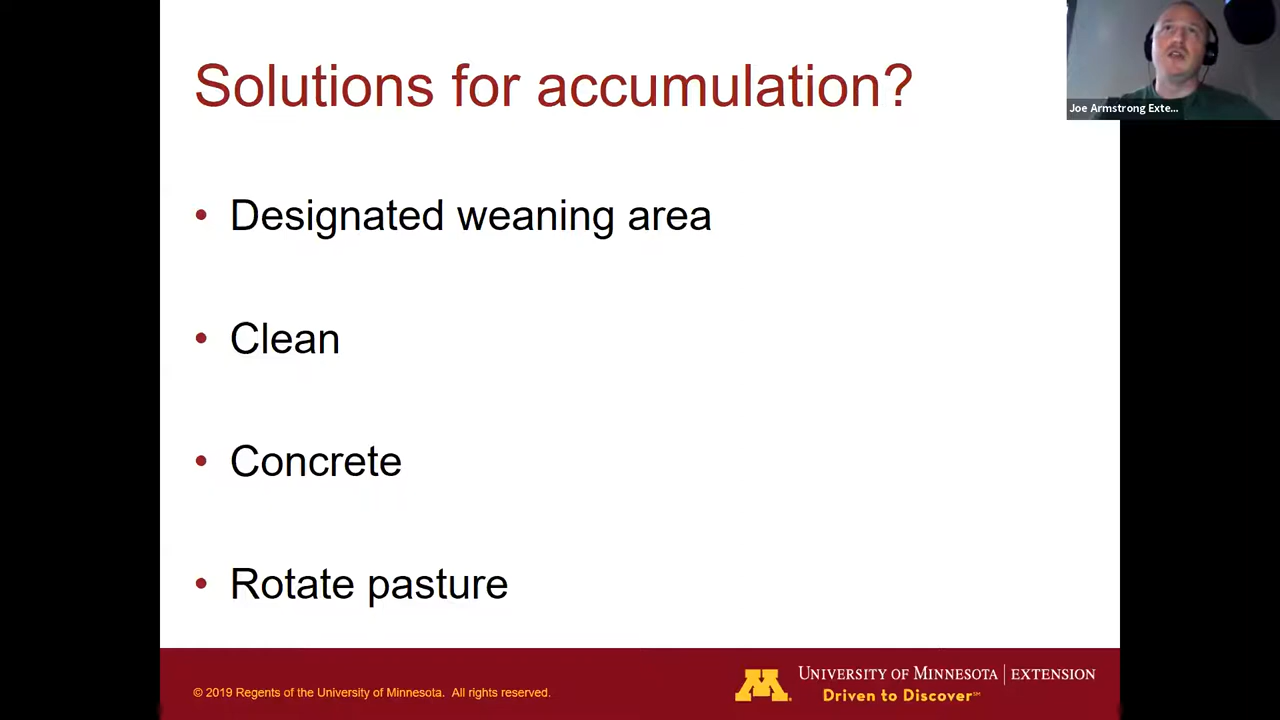 Solutions for accumulation?
Joe Armstrong Exte...
• Designated weaning area
• Clean
• Concrete
• Rotate pasture
© 2019 Regents of the University of Minnesota. All rights reserved.
M
UNIVERSITY OF MINNESOTA | EXTENSION
Driven to Discover℠